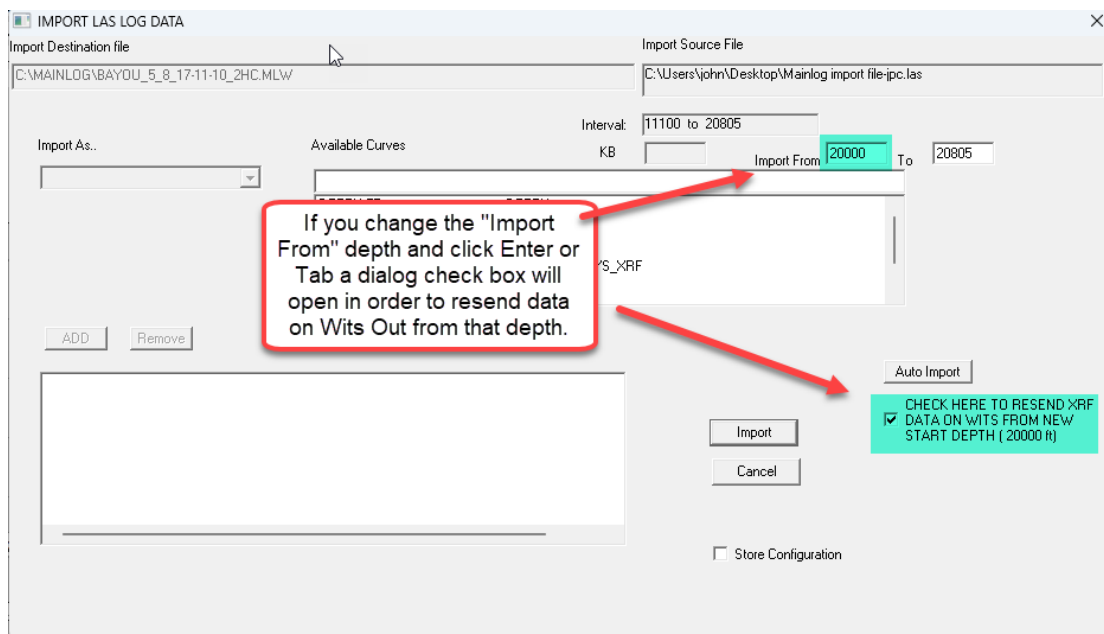 IMPORT LAS LOG DATA
Import Destination file
Import Source File
C:\MAINLOG\BAYOU_5_8_17-11-10_2HC.MLW
C:\Users\john\Desktop\Mainlog import file-jpc.las
Interval:
11100 to 20805
Import As..
Available Curves
KB
Import From
20000
To
20805
If you change the "Import
From" depth and click Enter or
Tab a dialog check box will
open in order to resend data
on Wits Out from that depth.
YS_XRF
ADD
Remove
Auto Import
CHECK HERE TO RESEND XRF
DATA ON WITS FROM NEW
START DEPTH ( 20000 ft)
Import
Cancel
Store Configuration